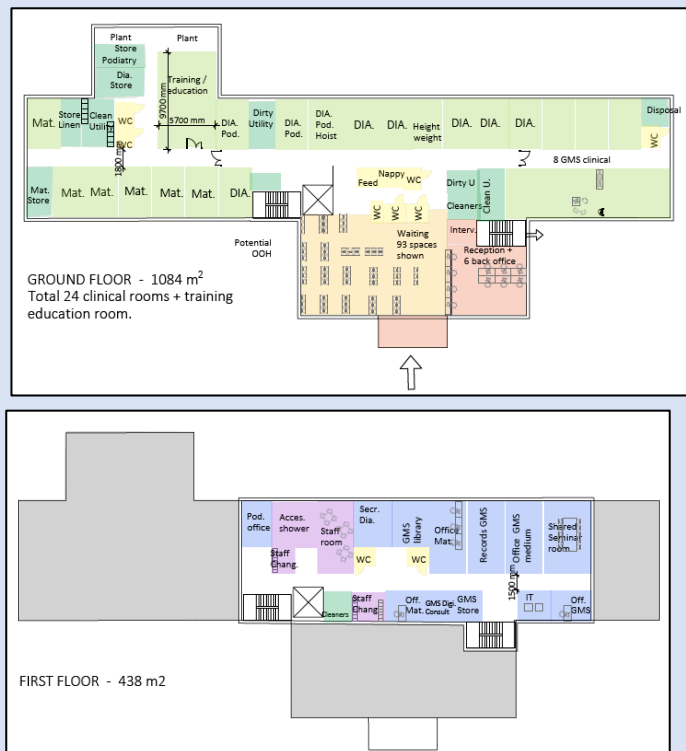 Plant
Plant
Store
Podiatry
Dia.
Store
Training /
education
9700 mm
5700 mm
Mat.
Store
Linen
Clean
Utility
WC
WC
1800 mm
DIA.
Pod.
Dirty
Utility
DIA.
Pod.
DIA.
Pod.
Hoist
DIA.
DIA.
Height
weight
DIA.
DIA.
DIA.
Disposal
WC
8 GMS clinical
Mat.
Store
Mat.
Mat.
Mat.
Mat.
Mat.
DIA.
Nappy
Feed
WC
WC
WC
WC
Dirty U
Cleaners
Clean U.
Potential
OOH
Waiting
93 spaces
shown
Interv.
Reception +
6 back office
GROUND FLOOR - 1084 m²
Total 24 clinical rooms + training
education room.
Pod.
office
Acces.
shower
Staff
room
Secr.
Dia.
GMS
library
Office
Mat.
Records GMS
Office GMS
medium
Shared
Seminar
room
Staff
Chang.
WC
WC
1500 mm
Cleaners
Staff
Chang
Off.
Mat.
GMS Digi.
Consult
GMS
Store
IT
Off.
GMS
FIRST FLOOR - 438 m2